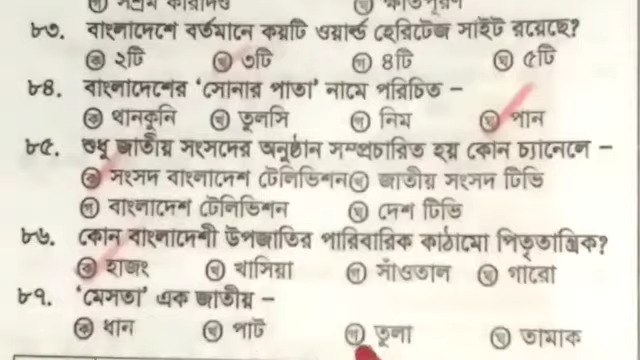 ৮৩. বাংলাদেশে বর্তমানে কয়টি ওয়ার্ল্ড হেরিটেজ সাইট রয়েছে?
ক ২টি খ ৩টি গ ৪টি ঘ ৫টি
৮৪. বাংলাদেশের ‘সোনার পাতা’ নামে পরিচিত –
ক থানকুনি খ তুলসি গ নিম ঘ পান
৮৫. শুধু জাতীয় সংসদের অনুষ্ঠান সম্প্রচারিত হয় কোন চ্যানেলে –
ক সংসদ বাংলাদেশ টেলিভিশন খ জাতীয় সংসদ টিভি
গ বাংলাদেশ টেলিভিশন ঘ দেশ টিভি
৮৬. কোন বাংলাদেশী উপজাতির পারিবারিক কাঠামো পিতৃতান্ত্রিক?
ক হাজং খ খাসিয়া গ সাঁওতাল ঘ গারো
৮৭. ‘মেসতা’ এক জাতীয় –
ক ধান খ পাট গ তুলা ঘ তামাক